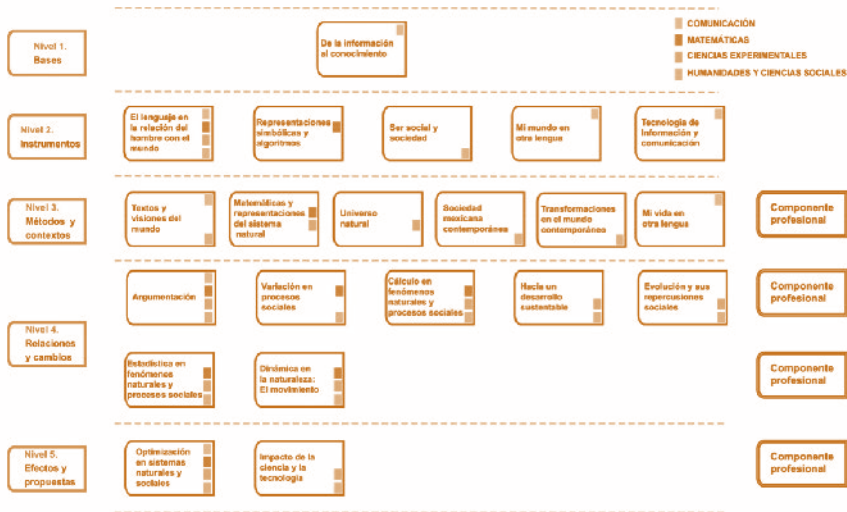 Nivel 1.
Bases
De la información
al conocimiento
COMUNICACIÓN
MATEMÁTICAS
CIENCIAS EXPERIMENTALES
HUMANIDADES Y CIENCIAS SOCIALES
Nivel 2.
Instrumentos
El lenguaje en
la relación del
hombre con el
mundo
Representaciones
simbólicas y
algoritmos
Ser social y
sociedad
Mi mundo en
otra lengua
Tecnología de
Información y
comunicación
Nivel 3.
Métodos y
contextos
Textos y
visiones del
mundo
Matemáticas y
representaciones
del sistema
natural
Universo
natural
Sociedad
mexicana
contemporánea
Transformaciones
en el mundo
contemporáneo
Mi vida en
otra lengua
Componente
profesional
Nivel 4.
Relaciones
y cambios
Argumentación
Variación en
procesos
sociales
Cálculo en
fenómenos
naturales y
procesos sociales
Hacia un
desarrollo
sustentable
Evolución y sus
repercusiones
sociales
Componente
profesional
Estadística en
fenómenos
naturales y
procesos sociales
Dinámica en
la naturaleza:
El movimiento
Componente
profesional
Nivel 5.
Efectos y
propuestas
Optimización
en sistemas
naturales y
sociales
Impacto de la
ciencia y la
tecnología
Componente
profesional